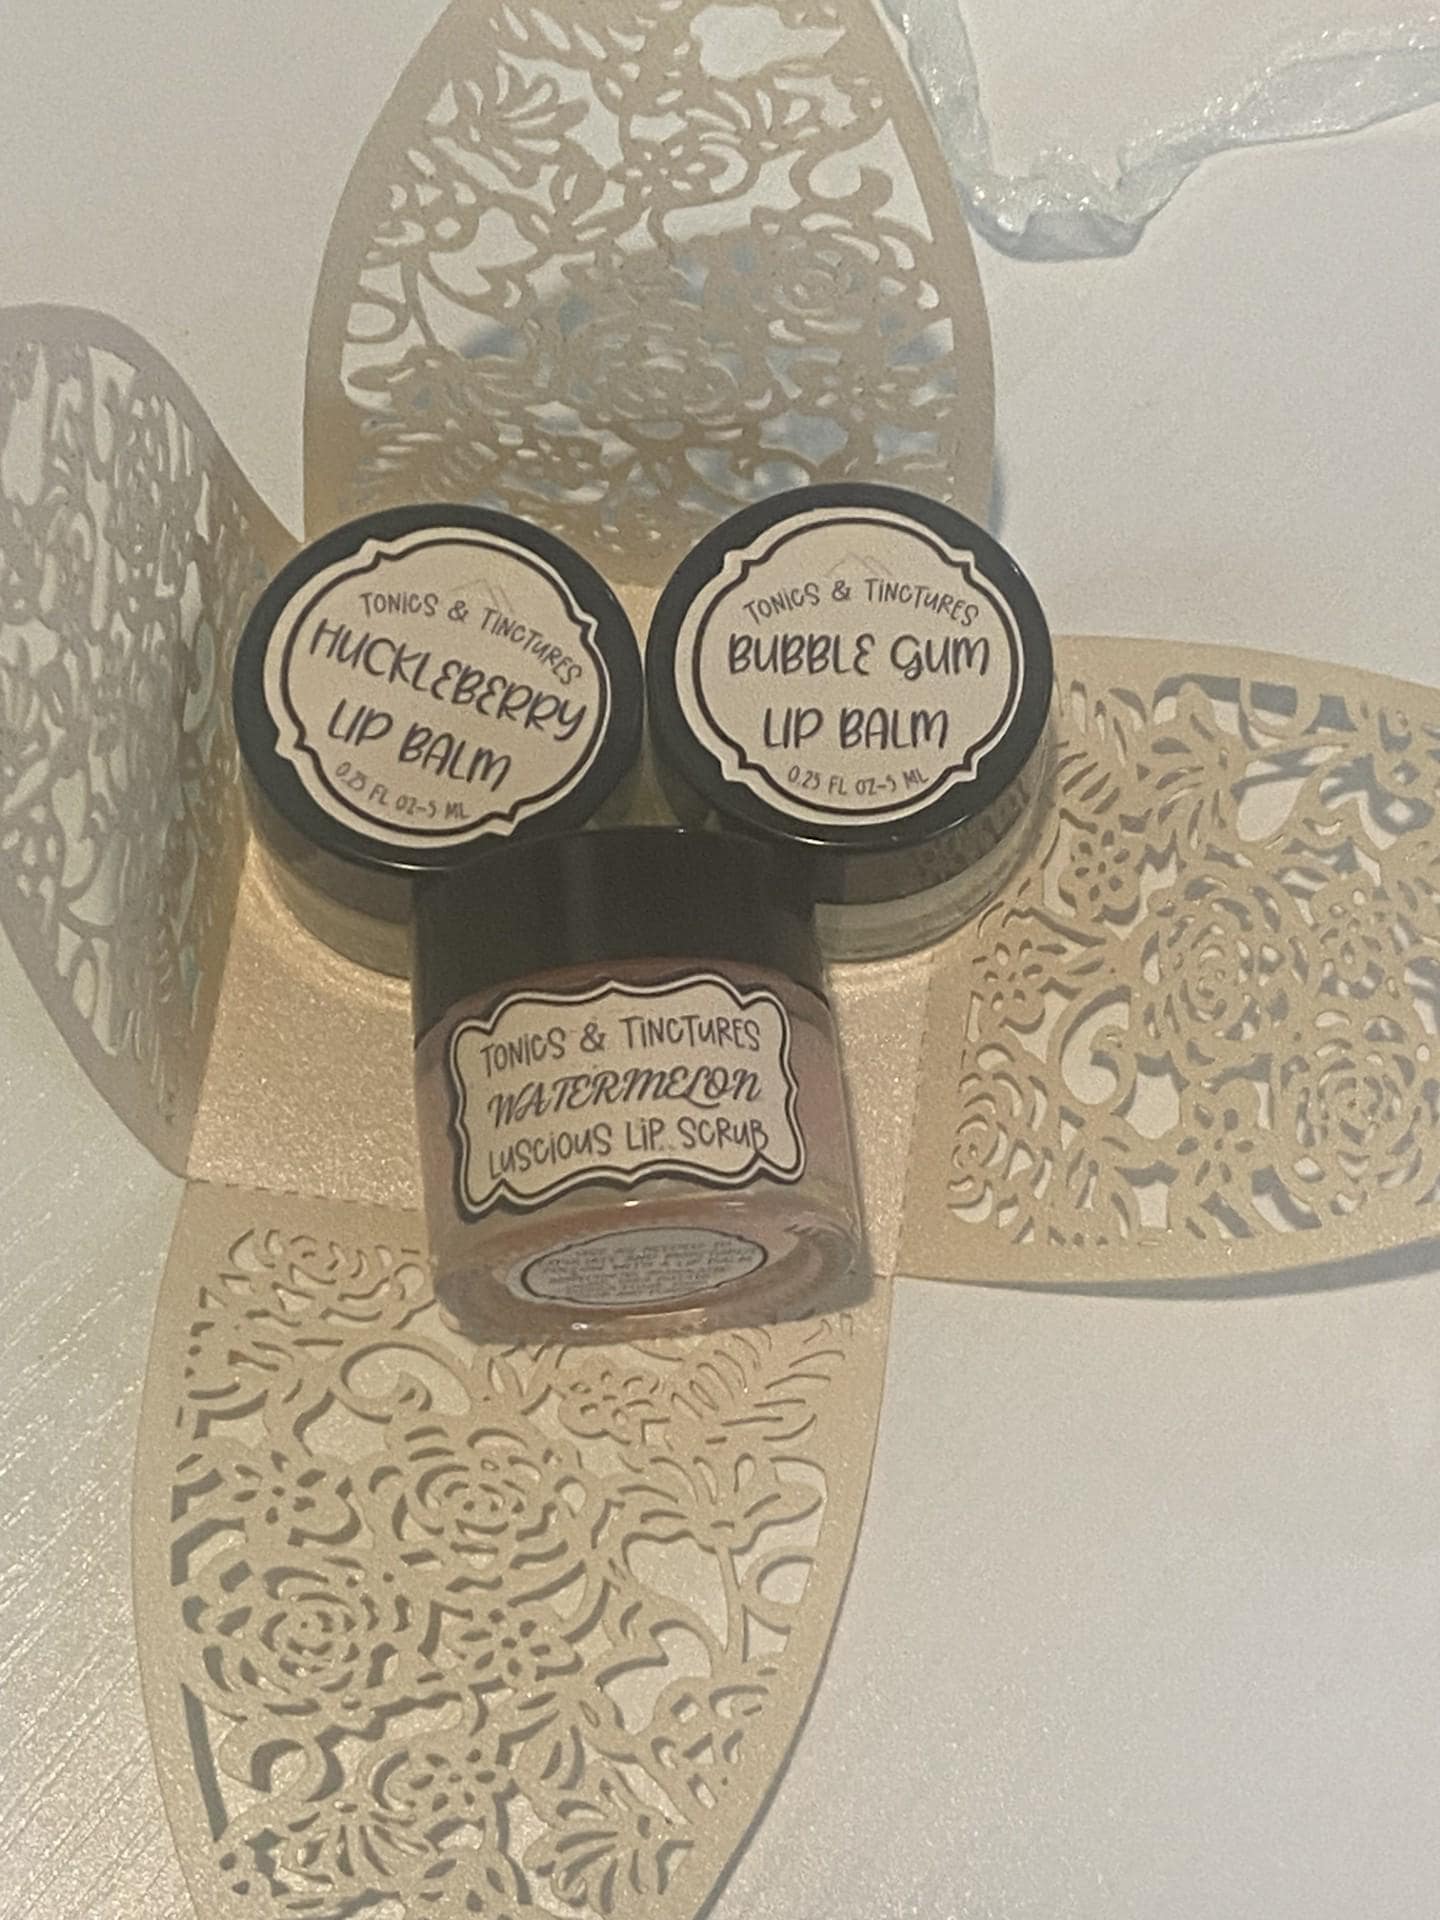 TONICS & TINCTURES
HUCKLEBERRY
LIP BALM
0.25 FL OZ-5 ML
TONICS & TINCTURES
BUBBLE GUM
LIP BALM
0.25 FL OZ-5 ML
TONICS & TINCTURES
WATERMELON
LUSCIOUS LIP SCRUB